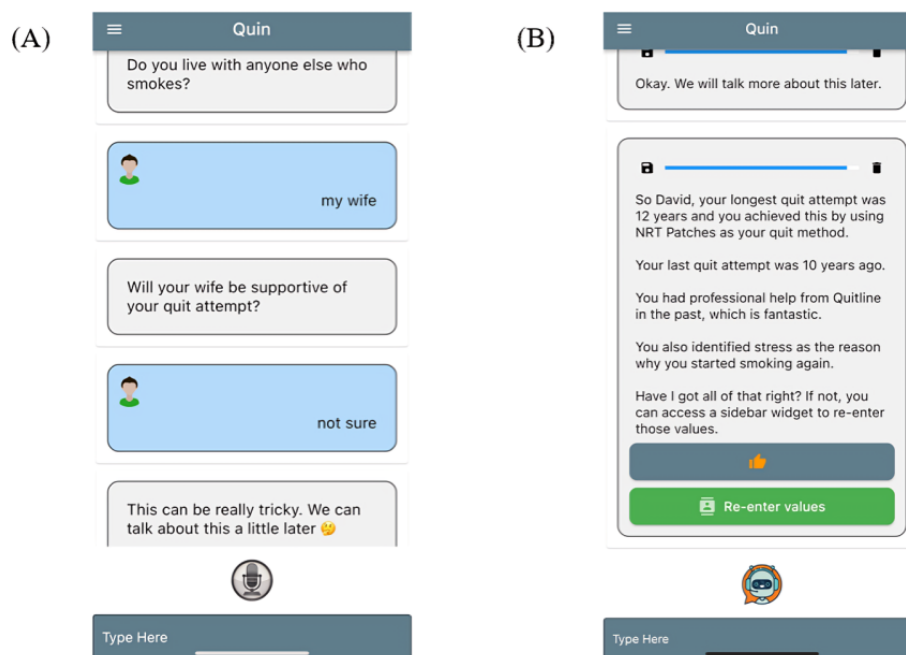 (A)
Quin
Do you live with anyone else who
smokes?
my wife
Will your wife be supportive of
your quit attempt?
not sure
This can be really tricky. We can
talk about this a little later 🤔
Type Here
(B)
Quin
Okay. We will talk more about this later.
So David, your longest quit attempt was
12 years and you achieved this by using
NRT Patches as your quit method.
Your last quit attempt was 10 years ago.
You had professional help from Quitline
in the past, which is fantastic.
You also identified stress as the reason
why you started smoking again.
Have I got all of that right? If not, you
can access a sidebar widget to re-enter
those values.
Re-enter values
Type Here